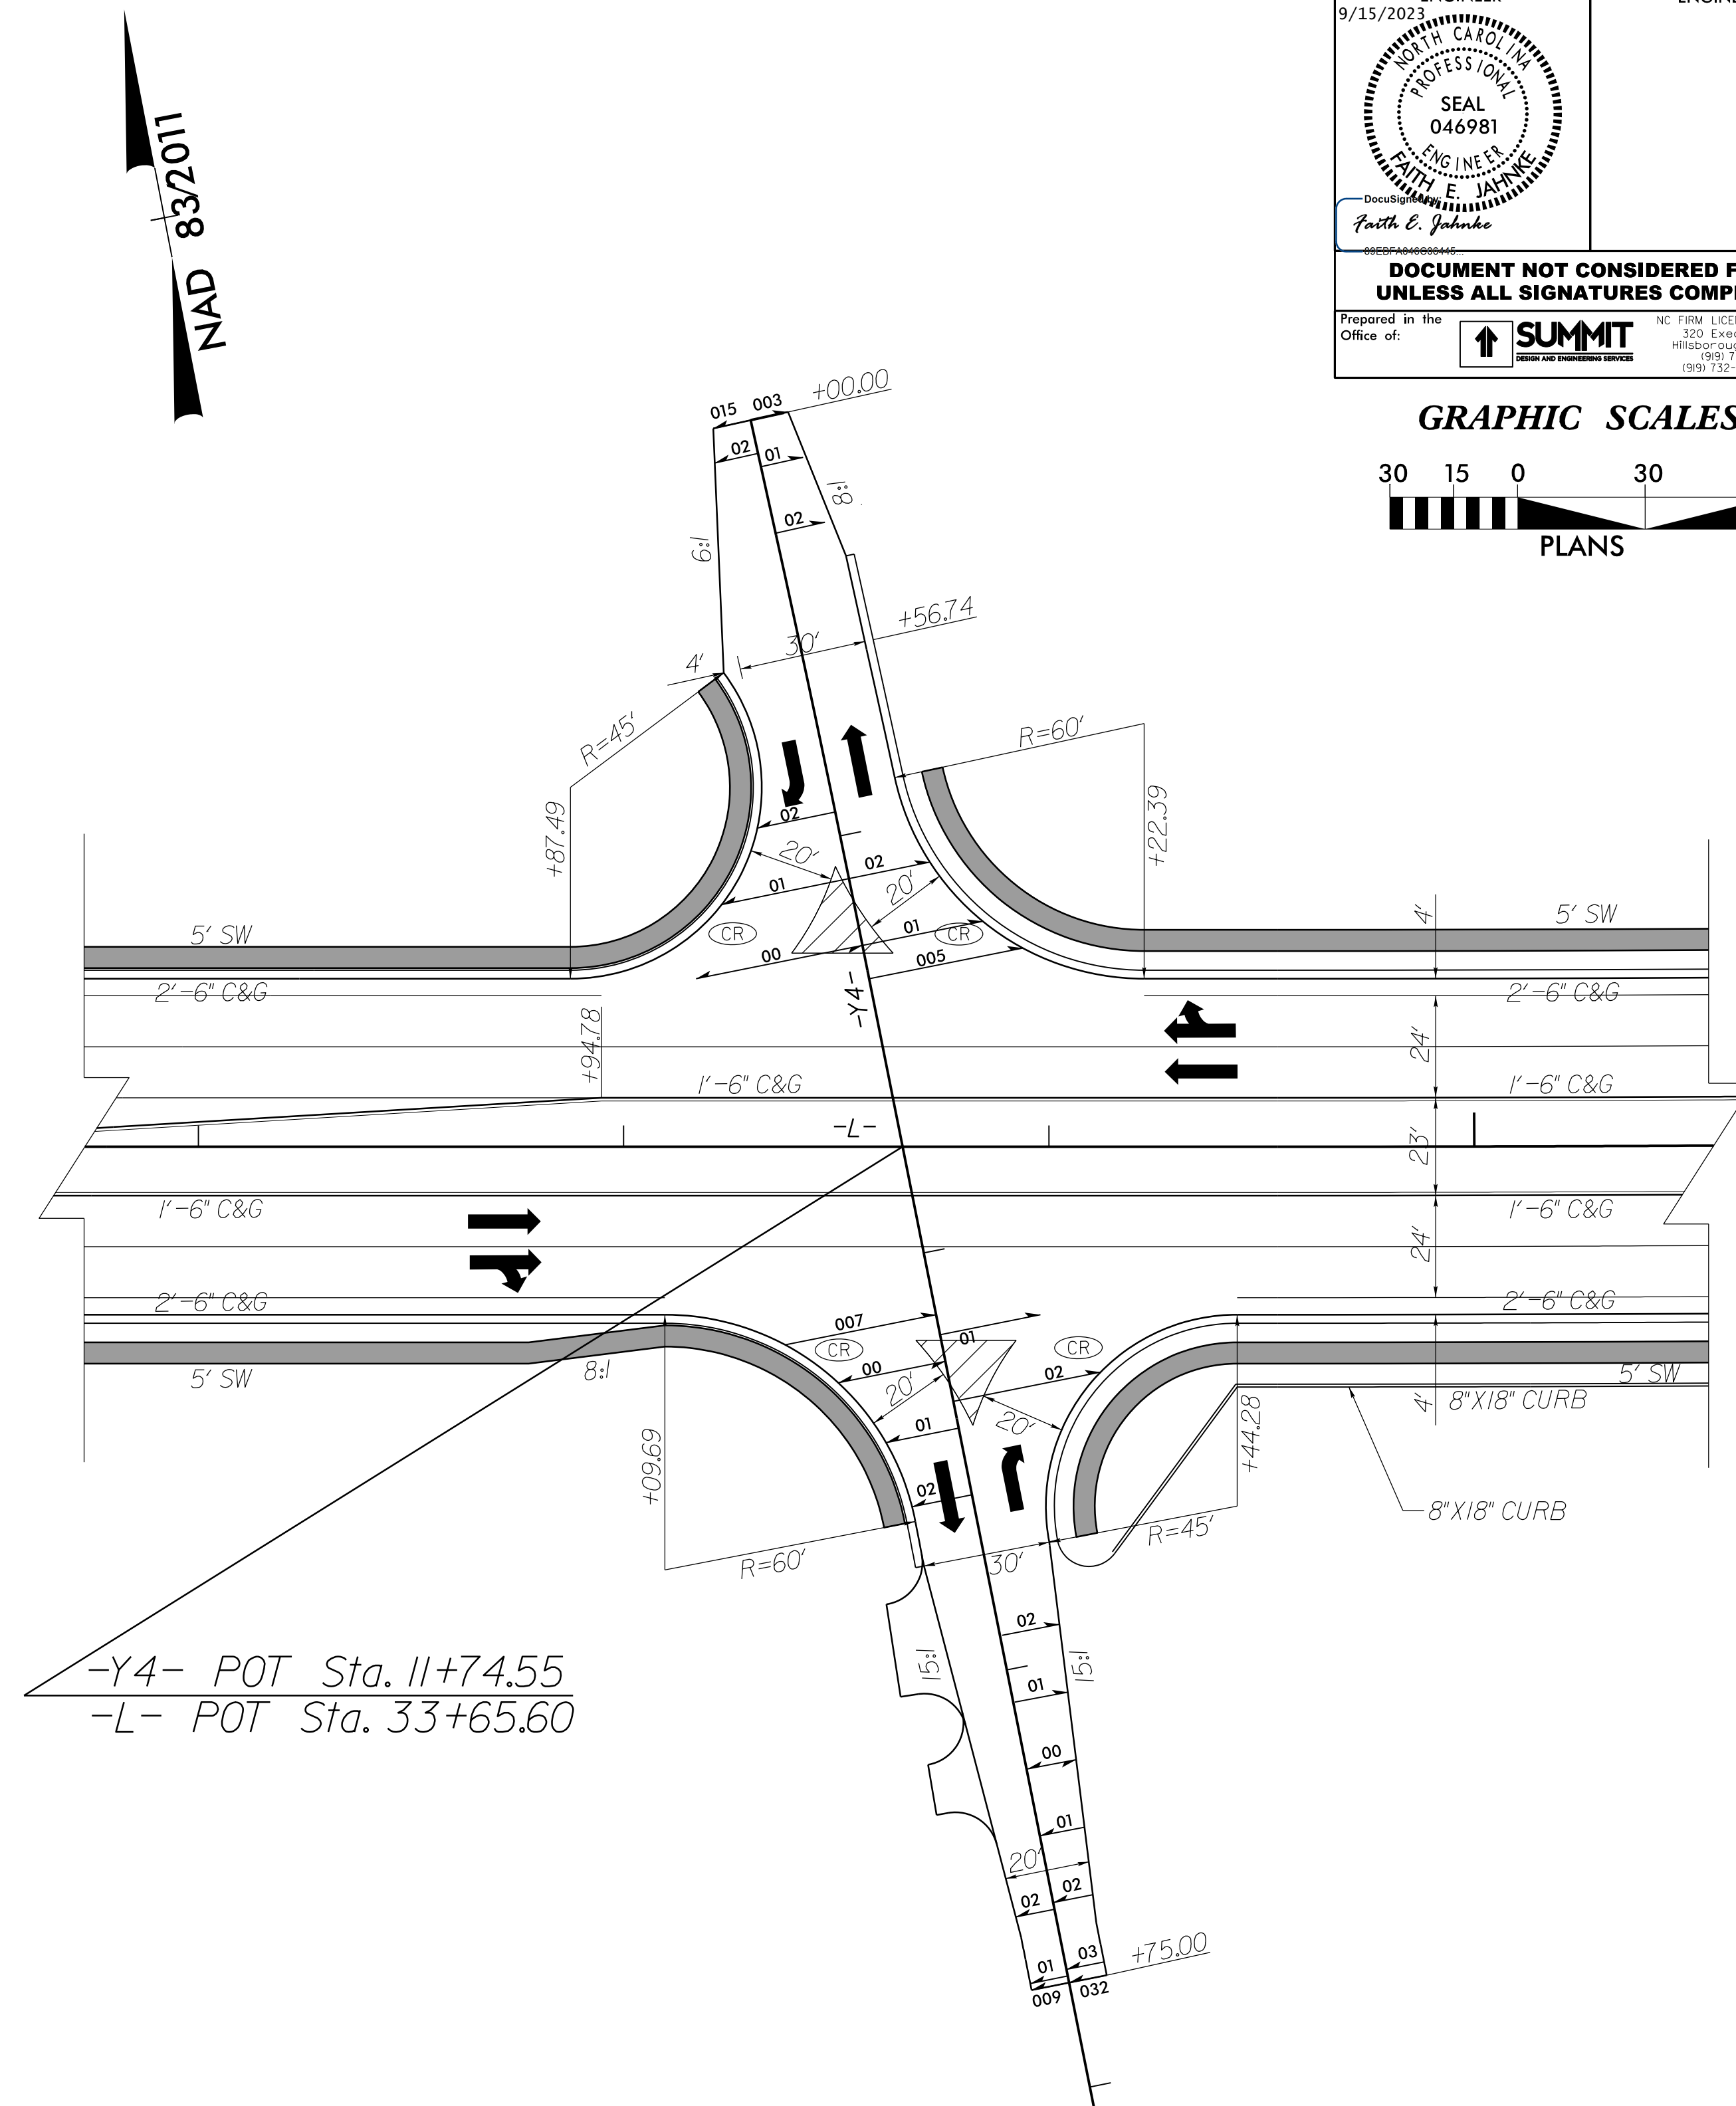 9/15/2023
NORTH CAROLINA
PROFESSIONAL
SEAL
046981
ENGINEER
FAITH E. JAHNKE
DocuSigned by:
Faith E. Jahnke
DOCUMENT NOT CONSIDERED
UNLESS ALL SIGNATURES
Prepared in the
Office of:
SUMMIT
DESIGN AND ENGINEERING SERVICES
NC FIRM
320
(919)
(919) 732-
GRAPHIC SCALES
30 15 0 30
PLANS
NAD 83/2011
015 003 +00.00
02 01
8:1
02
6:1
+56.74
30'
4'
R=45'
R=60'
+87.49
+22.39
02
20'
02
01
20'
CR
01
CR
00
005
-Y4-
5' SW
4'
5' SW
2'-6" C&G
2'-6" C&G
+94.78
24'
1'-6" C&G
1'-6" C&G
-L-
23'
1'-6" C&G
1'-6" C&G
24'
2'-6" C&G
2'-6" C&G
007
01
CR
CR
00
02
8:1
5' SW
5' SW
20'
4'
8"X18" CURB
01
20'
+09.69
+44.28
02
8"X18" CURB
R=60'
30'
R=45'
02
15:1
15:1
01
-Y4- POT Sta. 11+74.55
-L- POT Sta. 33+65.60
00
01
20'
02
02
03
+75.00
01
009
032